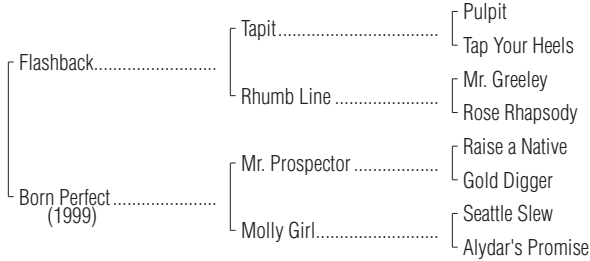 Pulpit
Tapit
Tap Your Heels
Flashback
Mr. Greeley
Rhumb Line
Rose Rhapsody
Raise a Native
Mr. Prospector
Gold Digger
Born Perfect
(1999)
Seattle Slew
Molly Girl
Alydar's Promise